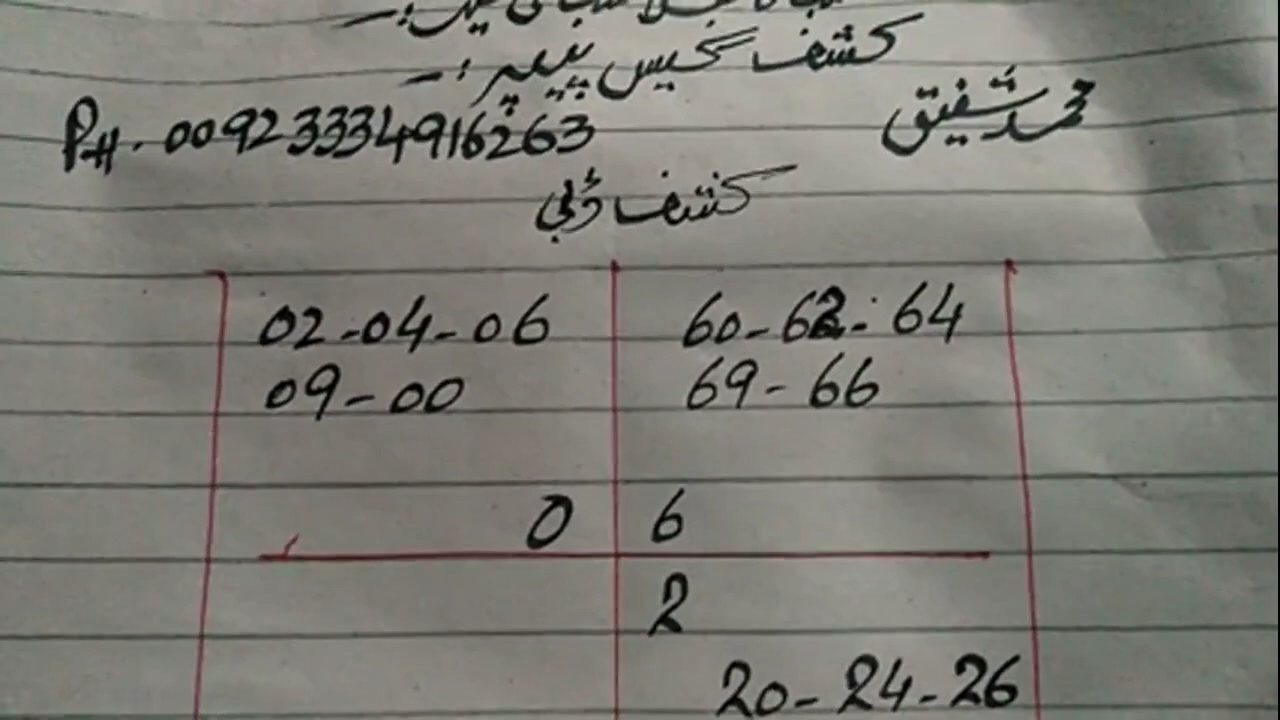 کشف گیس پیپر :-
محمد شفیق
PH. 00923334916263
کشف دبئی
02-04-06 60-62-64
09-00 69-66
0 6
2
20-24-26